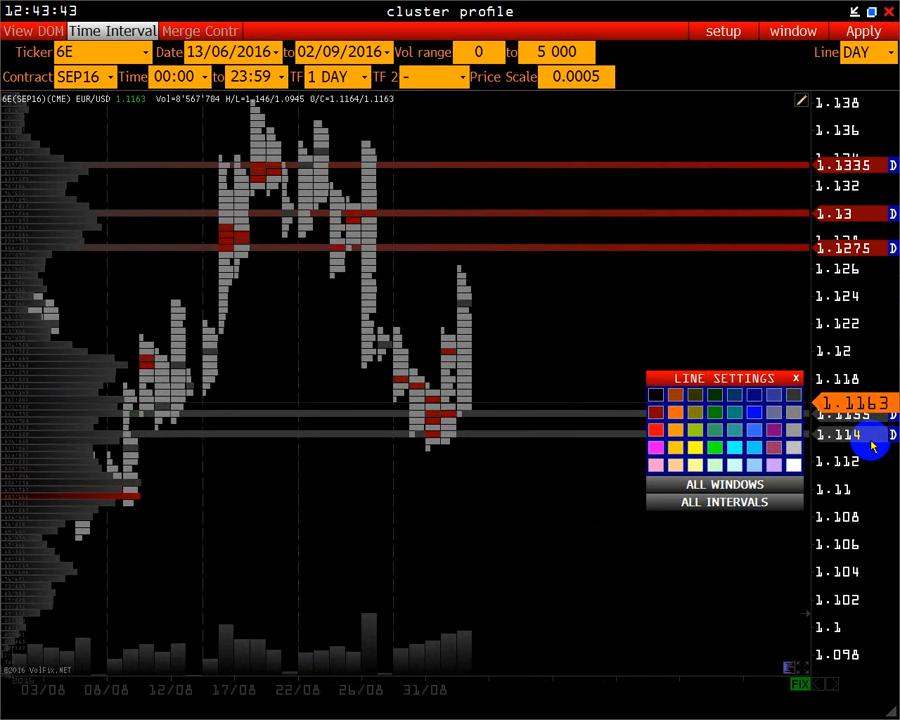 12:43:43 cluster profile
View DOM Time Interval Merge Contr setup window Apply
Ticker 6E Date 13/06/2016 to 02/09/2016 Vol range 0 to 5 000 Line DAY
Contract SEP16 Time 00:00 to 23:59 TF 1 DAY TF 2 - Price Scale 0.0005
6E(SEP16)(CME) EUR/USD 1.1163 Vol=8'567'784 H/L=1.146/1.0945 O/C=1.1164/1.1163
1.138
1.136
1.1335 D
1.132
1.13 D
1.1275 D
1.126
1.124
1.122
1.12
LINE SETTINGS x
1.118
1.1163
1.1155 D
1.114 D
1.112
ALL WINDOWS
1.11
ALL INTERVALS
1.108
1.106
1.104
1.102
1.1
1.098
©2016 VolFix.NET
FIX
2016
03/08 08/08 12/08 17/08 22/08 26/08 31/08